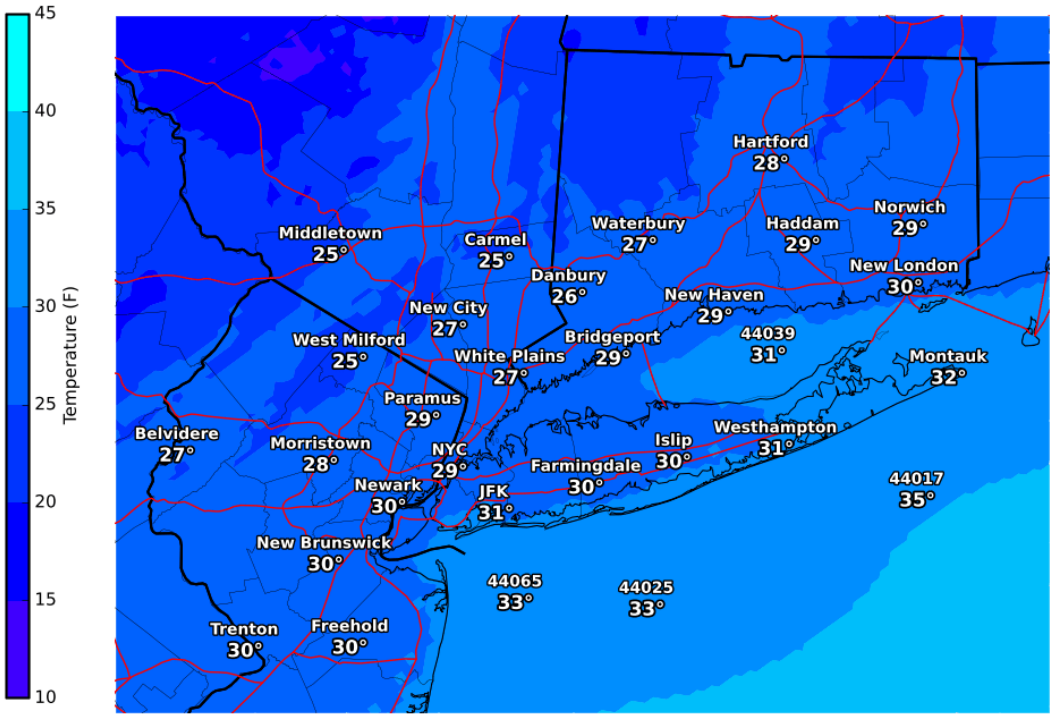 45
40
35
30
25
20
15
10
Temperature (F)
Hartford
28°
Norwich
29°
Waterbury
27°
Haddam
29°
Middletown
25°
Carmel
25°
New London
30°
Danbury
26°
New Haven
29°
New City
27°
44039
31°
Bridgeport
29°
West Milford
25°
White Plains
27°
Montauk
32°
Paramus
29°
Westhampton
31°
Belvidere
27°
Morristown
28°
Islip
30°
NYC
29°
Farmingdale
30°
44017
35°
Newark
30°
JFK
31°
New Brunswick
30°
44065
33°
44025
33°
Freehold
30°
Trenton
30°